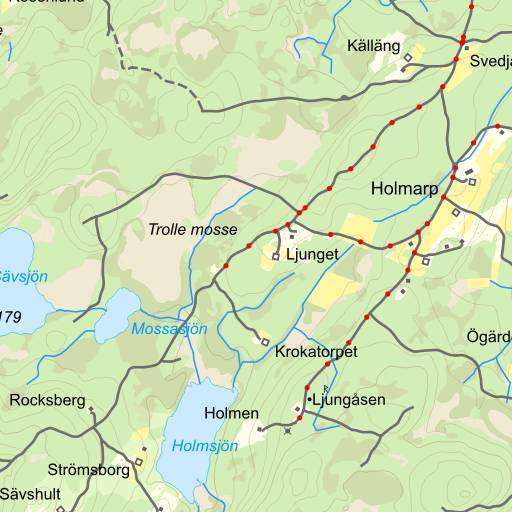 Källäng
Svedja
Holmarp
Trolle mosse
Ljunget
Sävsjön
179
Mossasjön
Krokatorpet
Ögärde
Rocksberg
Holmen
Ljungåsen
Holmsjön
Strömsborg
Sävshult